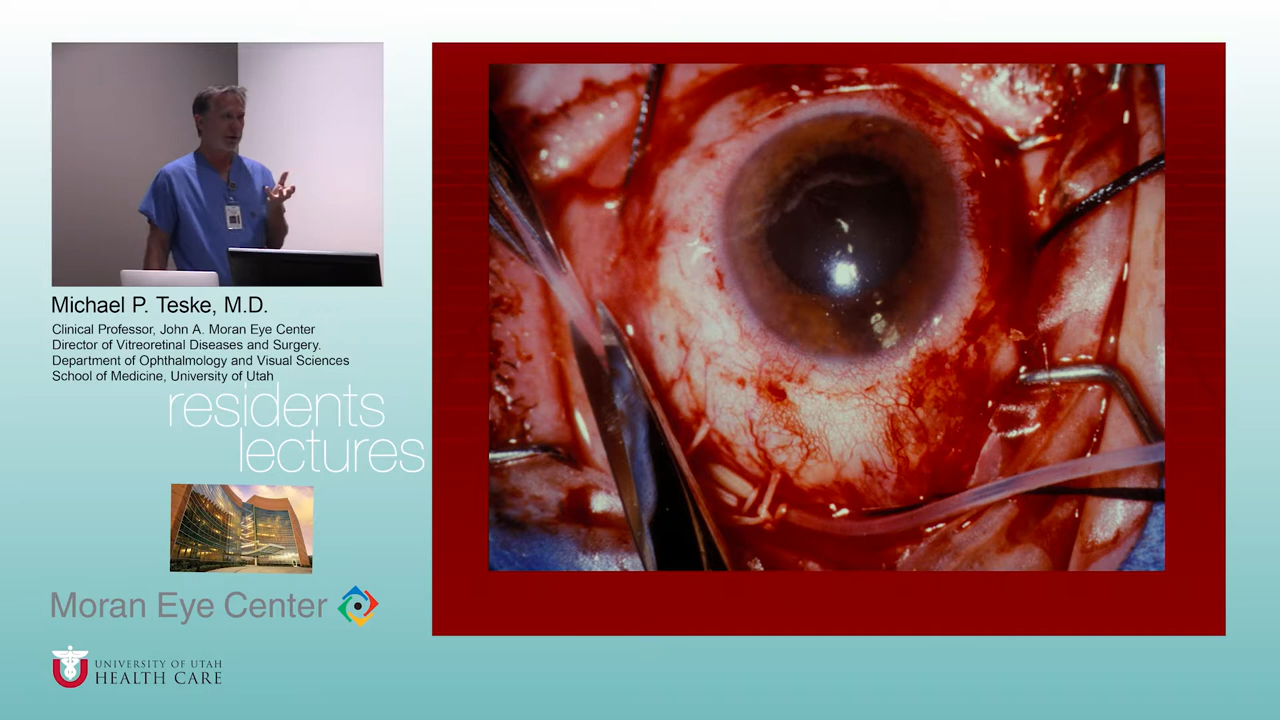 Michael P. Teske, M.D.
Clinical Professor, John A. Moran Eye Center
Director of Vitreoretinal Diseases and Surgery.
Department of Ophthalmology and Visual Sciences
School of Medicine, University of Utah
residents
lectures
Moran Eye Center
UNIVERSITY OF UTAH
HEALTH CARE